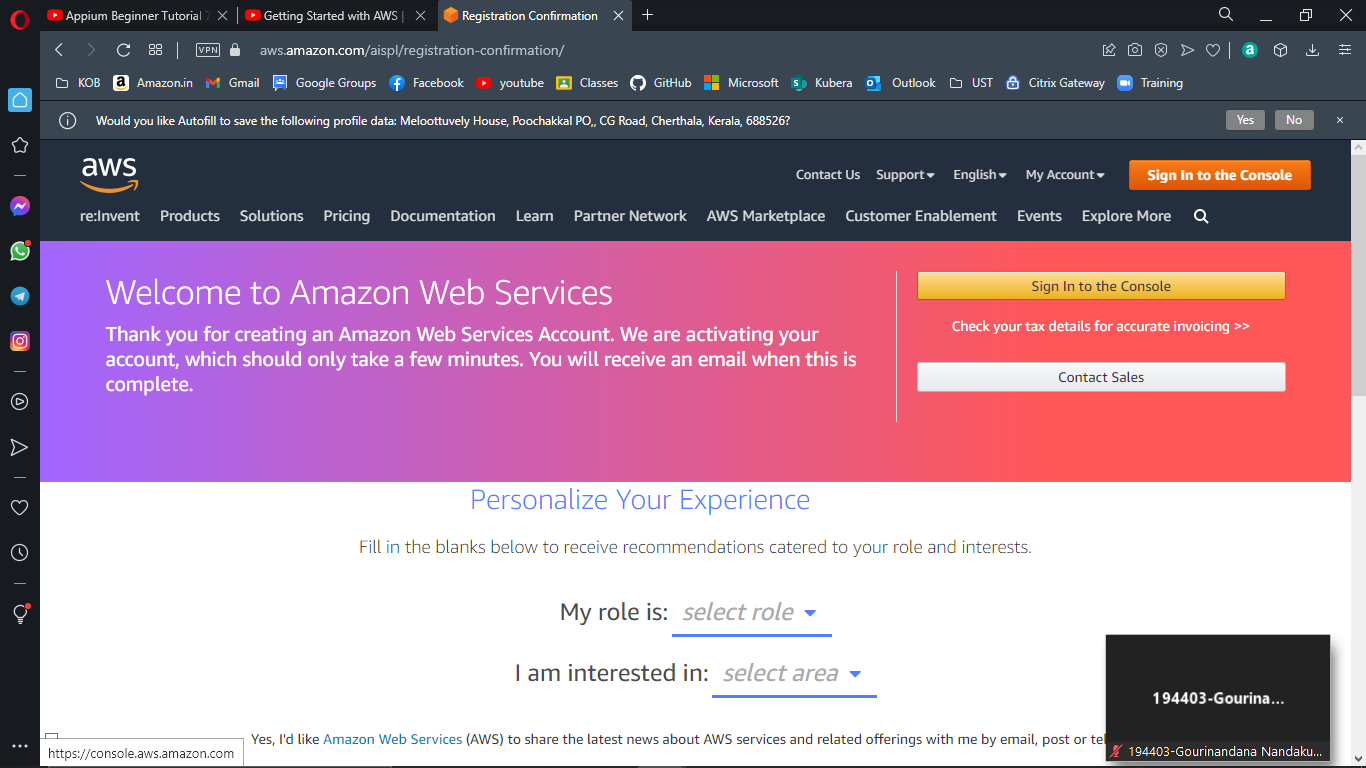 Appium Beginner Tutorial
Getting Started with AWS |
Registration Confirmation
VPN
aws.amazon.com/aispl/registration-confirmation/
KOB
Amazon.in
Gmail
Google Groups
Facebook
youtube
Classes
GitHub
Microsoft
Kubera
Outlook
UST
Citrix Gateway
Training
Would you like Autofill to save the following profile data: Meloottuvely House, Poochakkal PO,, CG Road, Cherthala, Kerala, 688526?
Yes
No
aws
Contact Us
Support
English
My Account
Sign In to the Console
re:Invent
Products
Solutions
Pricing
Documentation
Learn
Partner Network
AWS Marketplace
Customer Enablement
Events
Explore More
Welcome to Amazon Web Services
Thank you for creating an Amazon Web Services Account. We are activating your
account, which should only take a few minutes. You will receive an email when this is
complete.
Sign In to the Console
Check your tax details for accurate invoicing >>
Contact Sales
Personalize Your Experience
Fill in the blanks below to receive recommendations catered to your role and interests.
My role is: select role
I am interested in: select area
Yes, I'd like Amazon Web Services (AWS) to share the latest news about AWS services and related offerings with me by email, post or
https://console.aws.amazon.com
194403-Gourina...
194403-Gourinandana Nandaku...